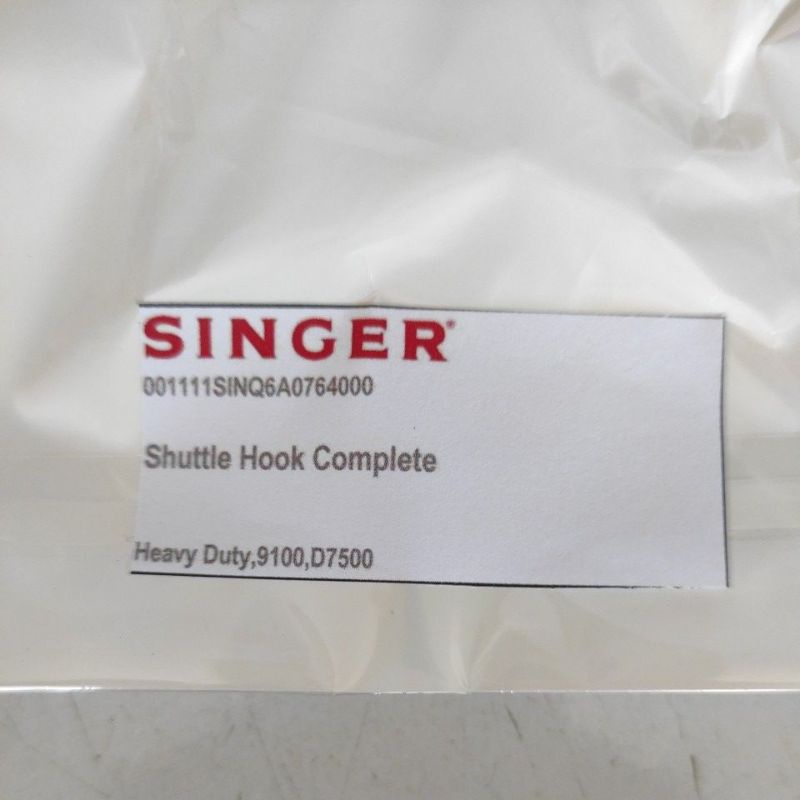 SINGER®
001111SINQ6A0764000
Shuttle Hook Complete
Heavy Duty,9100,D7500